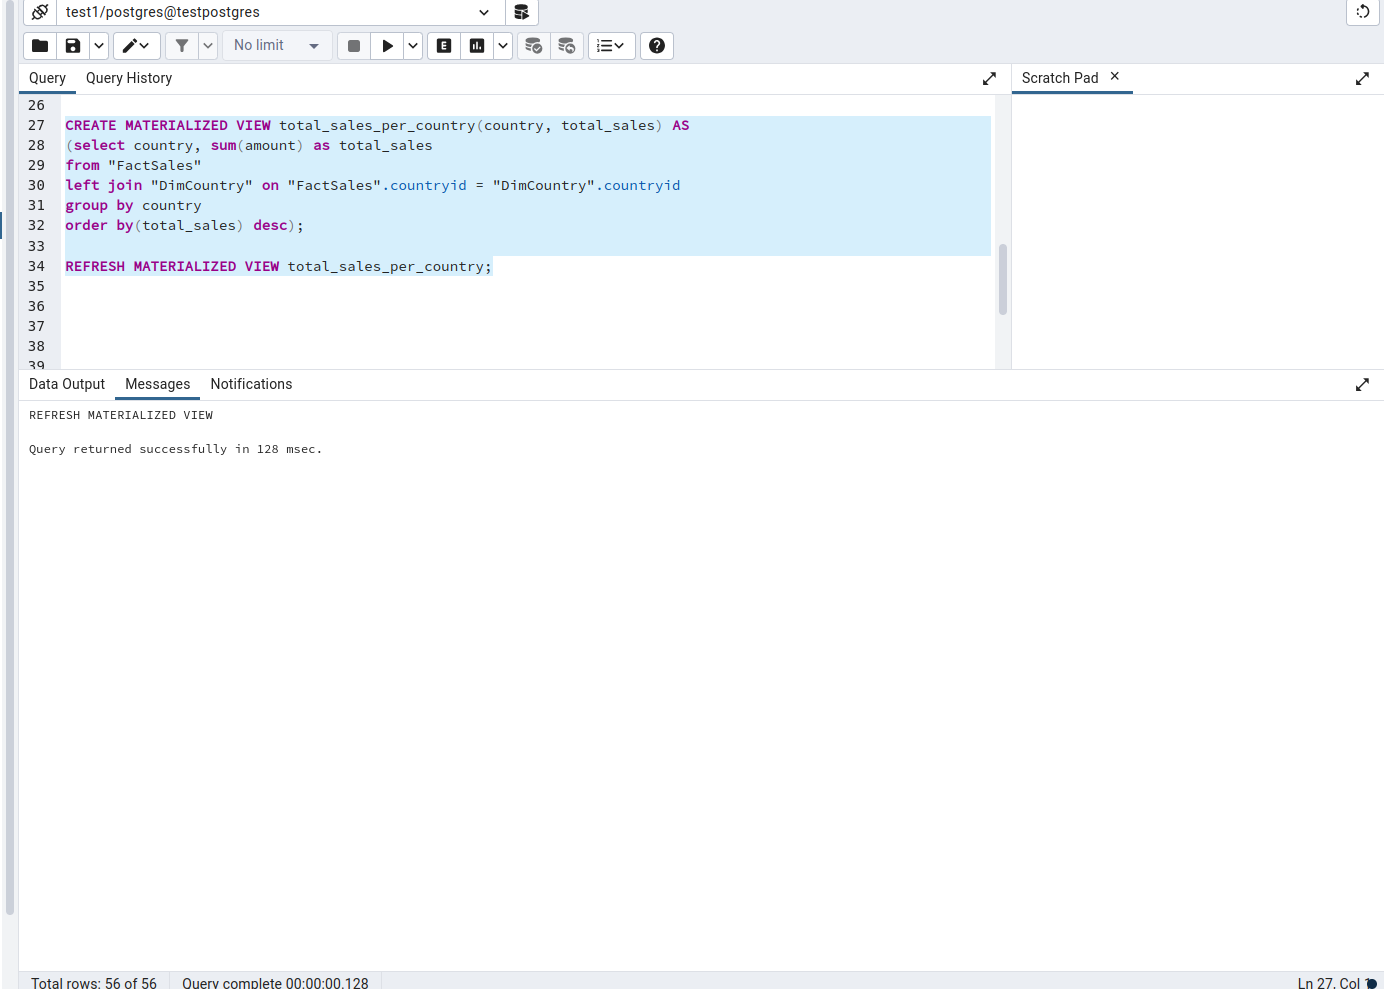 test1/postgres@testpostgres
No limit
E
Query
Query History
Scratch Pad
26
27 CREATE MATERIALIZED VIEW total_sales_per_country(country, total_sales) AS
28 (select country, sum(amount) as total_sales
29 from "FactSales"
30 left join "DimCountry" on "FactSales".countryid = "DimCountry".countryid
31 group by country
32 order by(total_sales) desc);
33
34 REFRESH MATERIALIZED VIEW total_sales_per_country;
35
36
37
38
39
Data Output
Messages
Notifications
REFRESH MATERIALIZED VIEW
Query returned successfully in 128 msec.
Total rows: 56 of 56
Query complete 00:00:00.128
Ln 27, Col